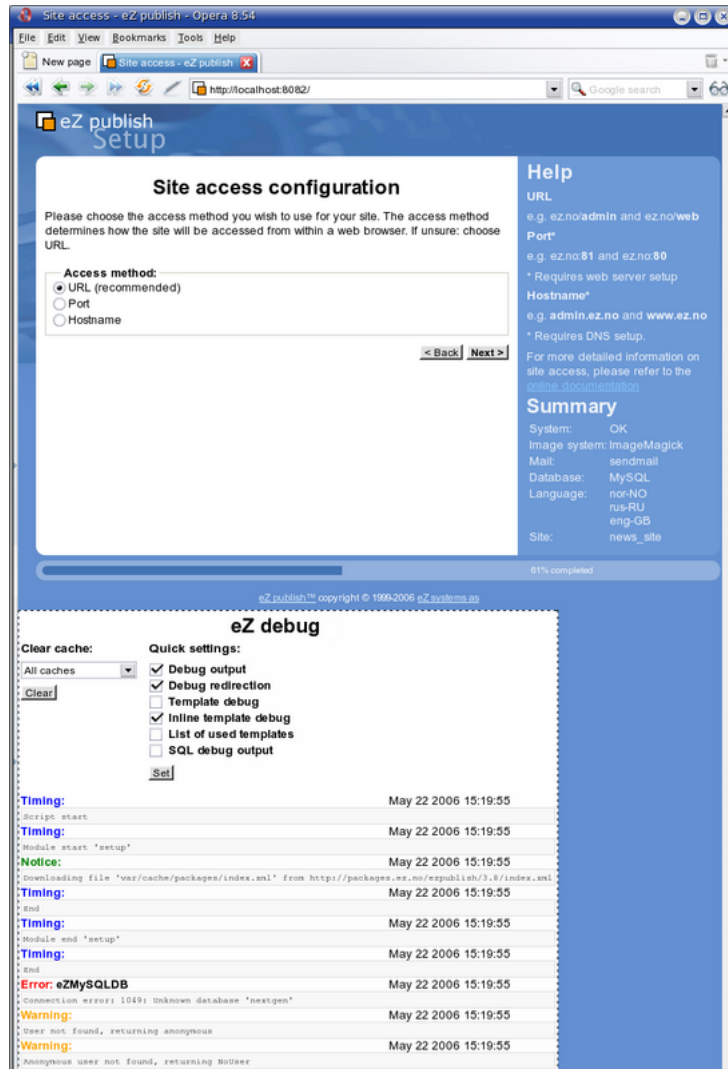 Site access - eZ publish - Opera 8.54
File Edit View Bookmarks Tools Help
New page Site access - eZ publish
http://localhost:8082/ Google search
eZ publish
Setup
Site access configuration
Please choose the access method you wish to use for your site. The access method
determines how the site will be accessed from within a web browser. If unsure: choose
URL.
Access method:
URL (recommended)
Port
Hostname
< Back Next >
Help
URL
e.g. ez.no/admin and ez.no/web
Port*
e.g. ez.no:81 and ez.no:80
* Requires web server setup
Hostname*
e.g. admin.ez.no and www.ez.no
* Requires DNS setup.
For more detailed information on
site access, please refer to the
online documentation
Summary
System: OK
Image system: ImageMagick
Mail: sendmail
Database: MySQL
Language: nor-NO
rus-RU
eng-GB
Site: news_site
61% completed
eZ publish™ copyright © 1999-2006 eZ systems as
eZ debug
Clear cache:
All caches
Clear
Quick settings:
Debug output
Debug redirection
Template debug
Inline template debug
List of used templates
SQL debug output
Set
Timing: May 22 2006 15:19:55
Script start
Timing: May 22 2006 15:19:55
Module start 'setup'
Notice: May 22 2006 15:19:55
Downloading file 'var/cache/packages/index.xml' from http://packages.ez.no/ezpublish/3.8/index.xml
Timing: May 22 2006 15:19:55
End
Timing: May 22 2006 15:19:55
Module end 'setup'
Timing: May 22 2006 15:19:55
End
Error: eZMySQLDB May 22 2006 15:19:55
Connection error: 1049: Unknown database 'nextgen'
Warning: May 22 2006 15:19:55
User not found, returning anonymous
Warning: May 22 2006 15:19:55
Anonymous user not found, returning NoUser